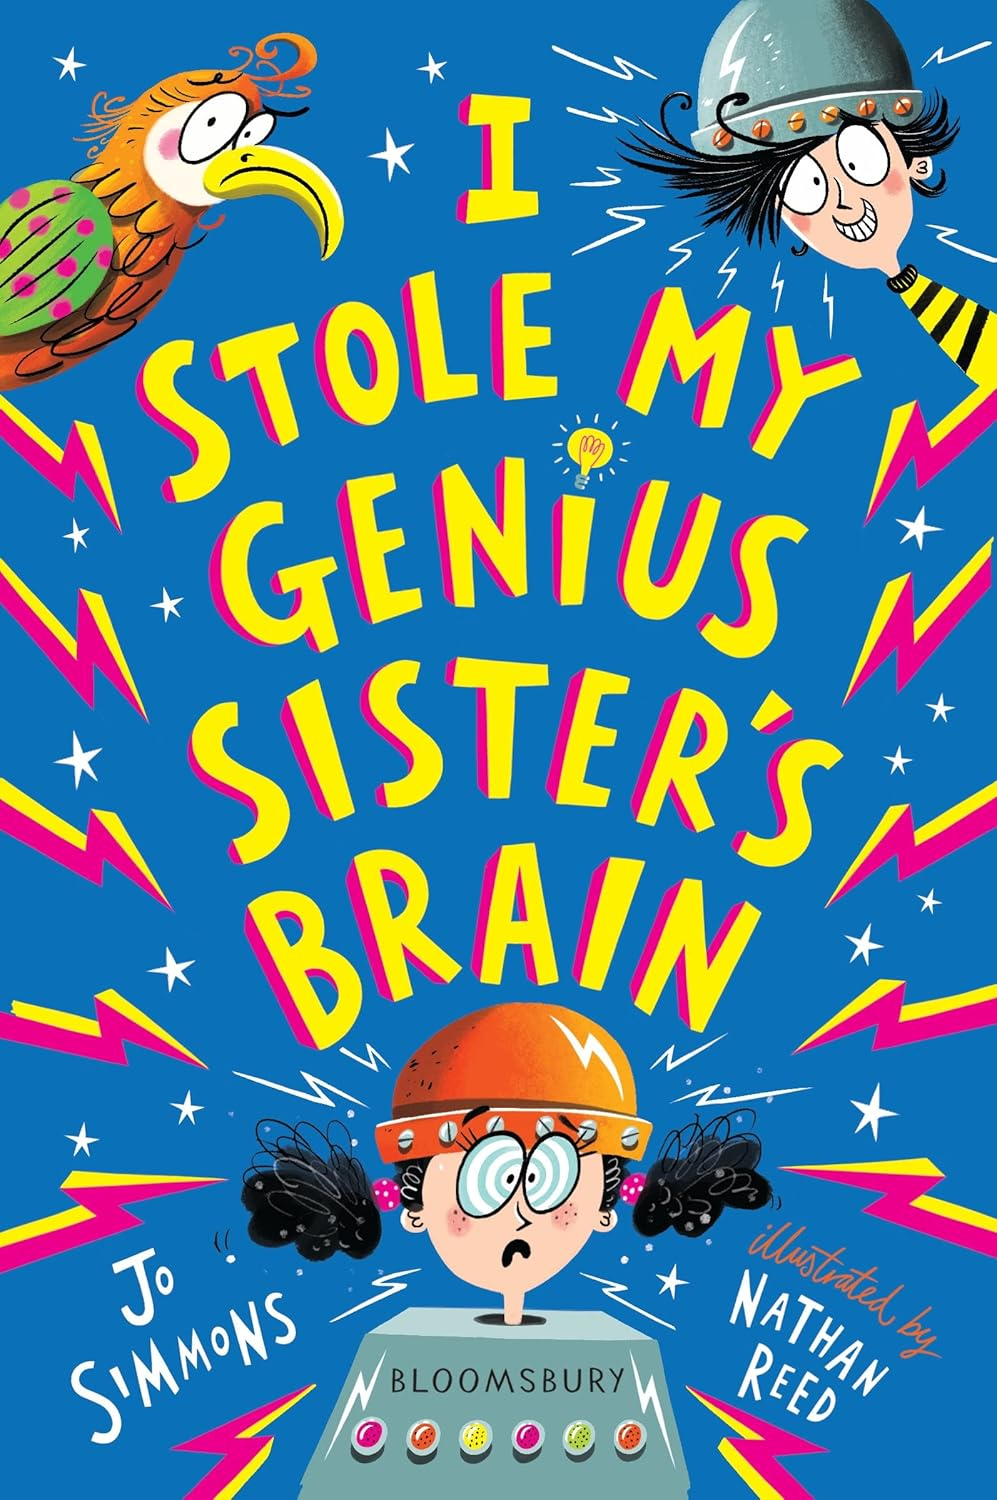 I
STOLE MY
GENiUS
SISTER'S
BRAIN
JO
SIMMONS
illustrated by
NATHAN
REED
BLOOMSBURY